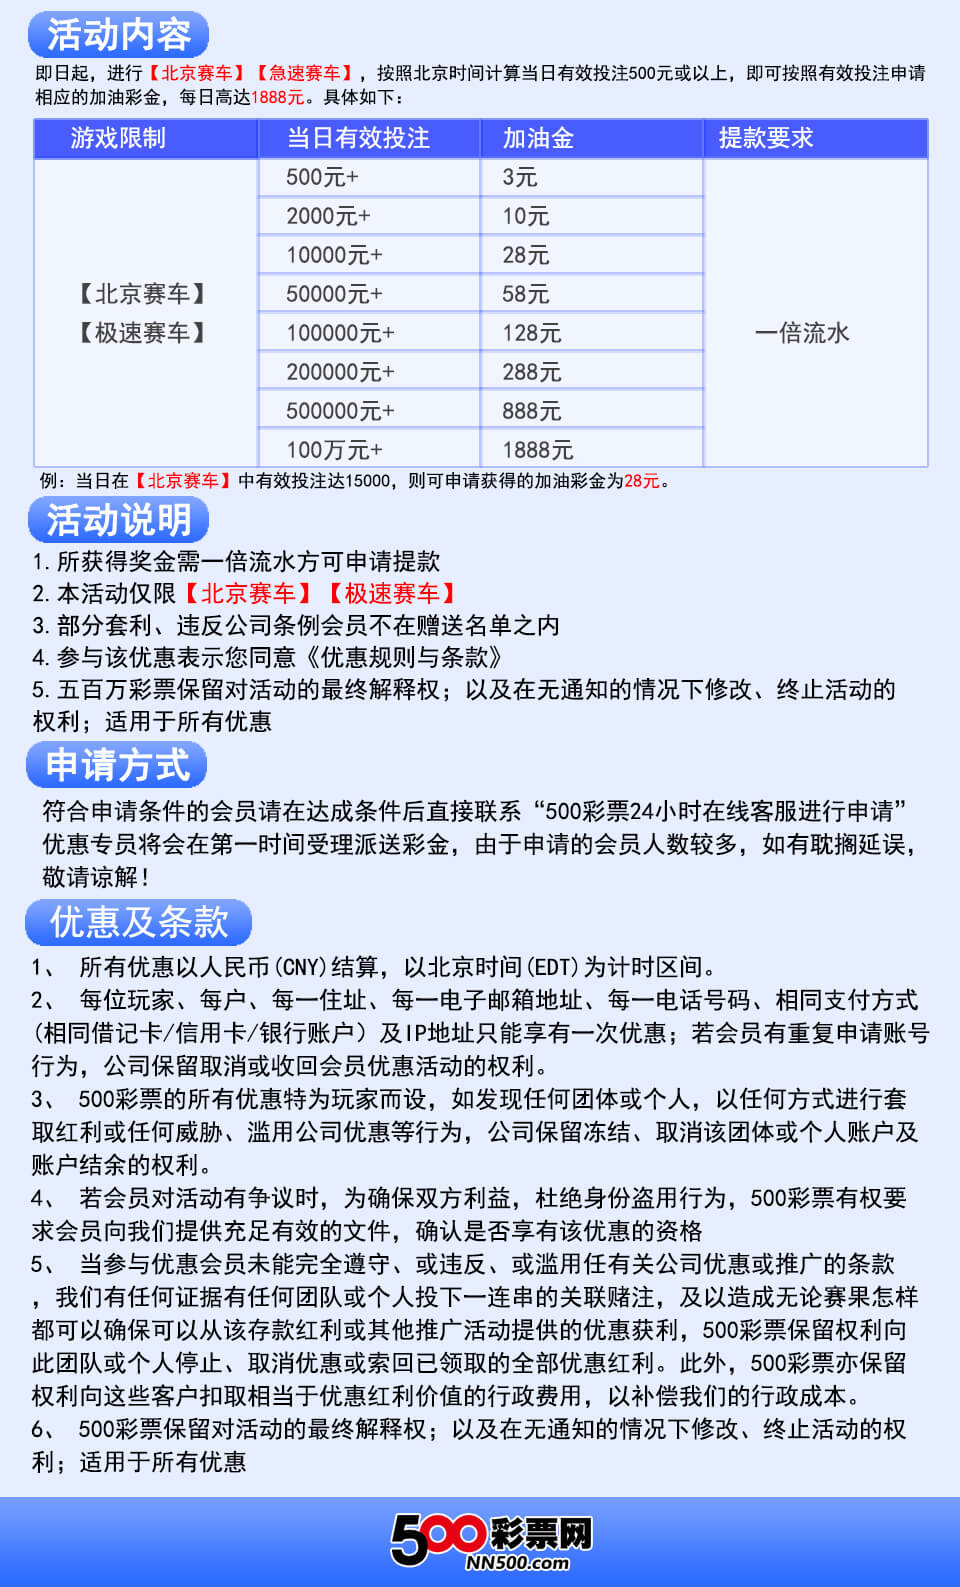 活动内容
即日起，进行【北京赛车】【急速赛车】，按照北京时间计算当日有效投注500元或以上，即可按照有效投注申请
相应的加油彩金，每日高达1888元。具体如下：
游戏限制 当日有效投注 加油金 提款要求
500元+ 3元
2000元+ 10元
10000元+ 28元
【北京赛车】 50000元+ 58元
【极速赛车】 100000元+ 128元 一倍流水
200000元+ 288元
500000元+ 888元
100万元+ 1888元
例：当日在【北京赛车】中有效投注达15000，则可申请获得的加油彩金为28元。
活动说明
1.所获得奖金需一倍流水方可申请提款
2.本活动仅限【北京赛车】【极速赛车】
3.部分套利、违反公司条例会员不在赠送名单之内
4.参与该优惠表示您同意《优惠规则与条款》
5.五百万彩票保留对活动的最终解释权；以及在无通知的情况下修改、终止活动的
权利；适用于所有优惠
申请方式
符合申请条件的会员请在达成条件后直接联系“500彩票24小时在线客服进行申请”
优惠专员将会在第一时间受理派送彩金，由于申请的会员人数较多，如有耽搁延误，
敬请谅解！
优惠及条款
1、 所有优惠以人民币(CNY)结算，以北京时间(EDT)为计时区间。
2、 每位玩家、每户、每一住址、每一电子邮箱地址、每一电话号码、相同支付方式
(相同借记卡/信用卡/银行账户) 及IP地址只能享有一次优惠；若会员有重复申请账号
行为，公司保留取消或收回会员优惠活动的权利。
3、 500彩票的所有优惠特为玩家而设，如发现任何团体或个人，以任何方式进行套
取红利或任何威胁、滥用公司优惠等行为，公司保留冻结、取消该团体或个人账户及
账户结余的权利。
4、 若会员对活动有争议时，为确保双方利益，杜绝身份盗用行为，500彩票有权要
求会员向我们提供充足有效的文件，确认是否享有该优惠的资格
5、 当参与优惠会员未能完全遵守、或违反、或滥用任有关公司优惠或推广的条款
，我们有任何证据有任何团队或个人投下一连串的关联赌注，及以造成无论赛果怎样
都可以确保可以从该存款红利或其他推广活动提供的优惠获利，500彩票保留权利向
此团队或个人停止、取消优惠或索回已领取的全部优惠红利。此外，500彩票亦保留
权利向这些客户扣取相当于优惠红利价值的行政费用，以补偿我们的行政成本。
6、 500彩票保留对活动的最终解释权；以及在无通知的情况下修改、终止活动的权
利；适用于所有优惠
500彩票网
NN500.com